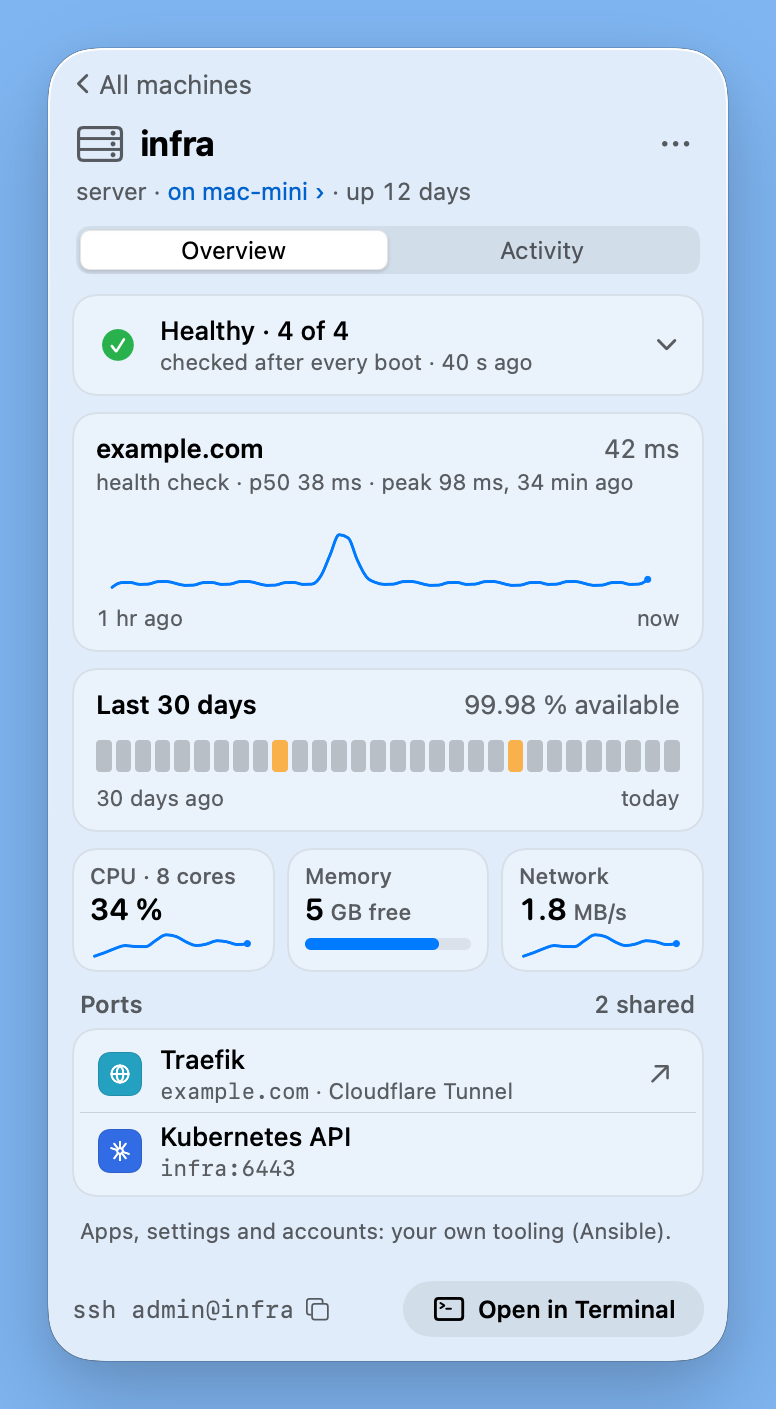 All machines
infra
server · on mac-mini › · up 12 days
Overview
Activity
Healthy · 4 of 4
checked after every boot · 40 s ago
example.com
42 ms
health check · p50 38 ms · peak 98 ms, 34 min ago
1 hr ago
now
Last 30 days
99.98 % available
30 days ago
today
CPU · 8 cores
34 %
Memory
5 GB free
Network
1.8 MB/s
Ports
2 shared
Traefik
example.com · Cloudflare Tunnel
Kubernetes API
infra:6443
Apps, settings and accounts: your own tooling (Ansible).
ssh admin@infra
Open in Terminal